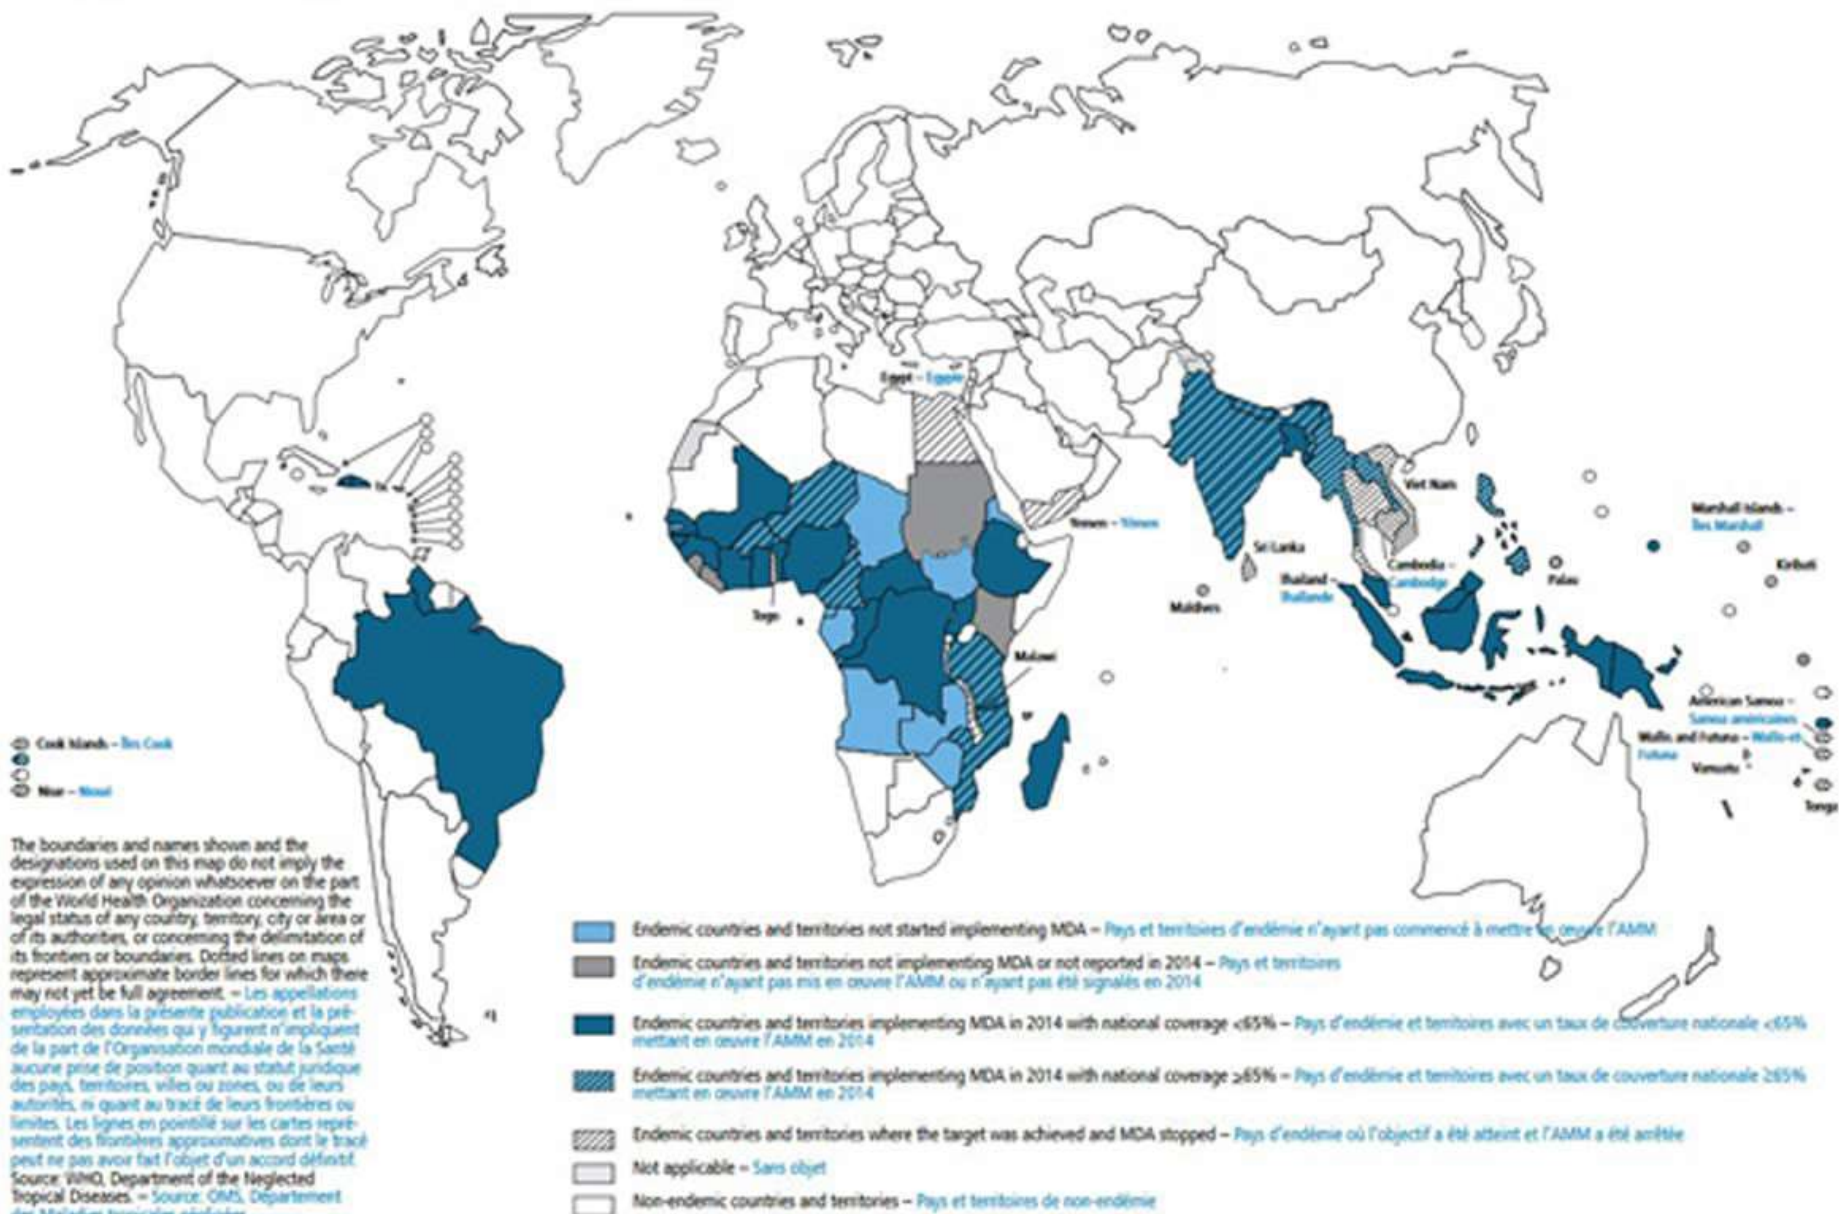 Egypt – Egypte
Viet Nam
Marshall Islands –
Îles Marshall
Yemen – Yémen
Sri Lanka
Cambodia –
Cambodge
Thailand –
Thaïlande
Palau
Kiribati
Maldives
Togo
Malawi
American Samoa –
Samoa américaines
Wallis and Futuna – Wallis-et-
Futuna
Vanuatu
Tonga
Cook Islands – Îles Cook
Niue – Nioué
The boundaries and names shown and the
designations used on this map do not imply the
expression of any opinion whatsoever on the part
of the World Health Organization concerning the
legal status of any country, territory, city or area or
of its authorities, or concerning the delimitation of
its frontiers or boundaries. Dotted lines on maps
represent approximate border lines for which there
may not yet be full agreement. – Les appellations
employées dans la présente publication et la pré-
sentation des données qui y figurent n'impliquent
de la part de l'Organisation mondiale de la Santé
aucune prise de position quant au statut juridique
des pays, territoires, villes ou zones, ou de leurs
autorités, ni quant au tracé de leurs frontières ou
limites. Les lignes en pointillé sur les cartes repré-
sentent des frontières approximatives dont le tracé
peut ne pas avoir fait l'objet d'un accord définitif.
Source: WHO, Department of the Neglected
Tropical Diseases. – Source: OMS, Département
des Maladies tropicales négligées
Endemic countries and territories not started implementing MDA – Pays et territoires d'endémie n'ayant pas commencé à mettre en œuvre l'AMM
Endemic countries and territories not implementing MDA or not reported in 2014 – Pays et territoires
d'endémie n'ayant pas mis en œuvre l'AMM ou n'ayant pas été signalés en 2014
Endemic countries and territories implementing MDA in 2014 with national coverage <65% – Pays d'endémie et territoires avec un taux de couverture nationale <65%
mettant en œuvre l'AMM en 2014
Endemic countries and territories implementing MDA in 2014 with national coverage ≥65% – Pays d'endémie et territoires avec un taux de couverture nationale ≥65%
mettant en œuvre l'AMM en 2014
Endemic countries and territories where the target was achieved and MDA stopped – Pays d'endémie où l'objectif a été atteint et l'AMM a été arrêtée
Not applicable – Sans objet
Non-endemic countries and territories – Pays et territoires de non-endémie